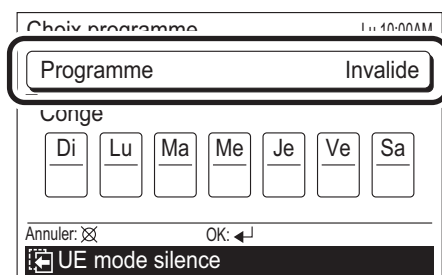 Choix programme Lu 10:00AM
Programme Invalide
Congé
Di Lu Ma Me Je Ve Sa
Annuler: OK:
UE mode silence